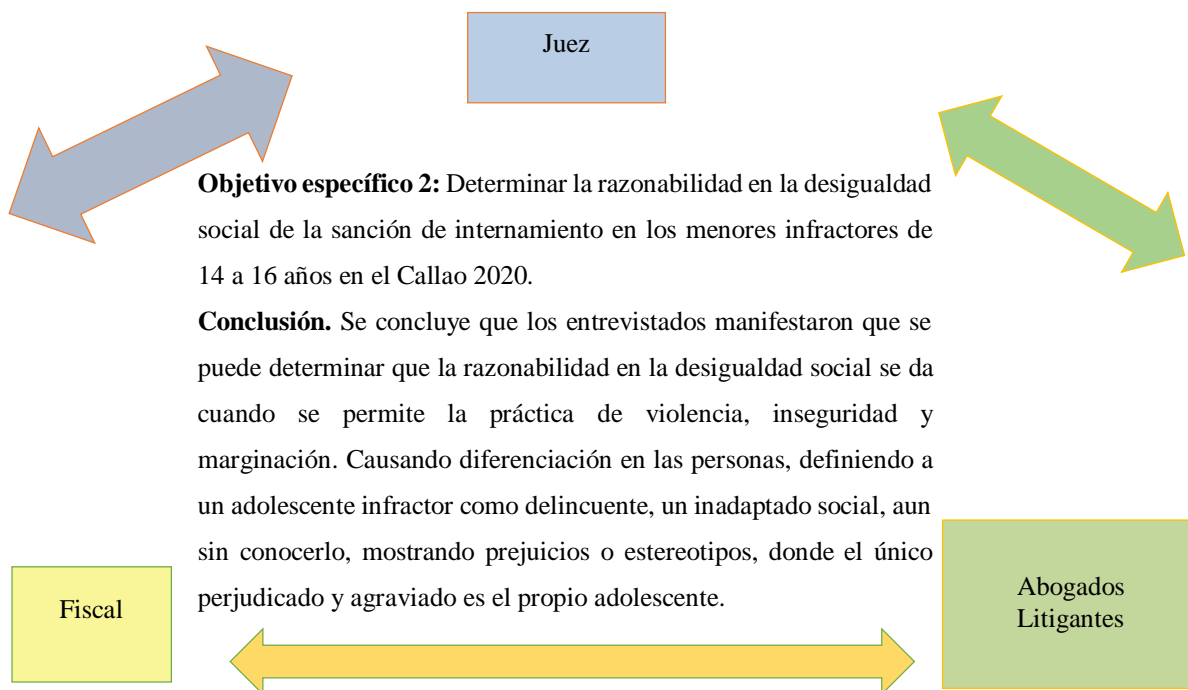 Juez
Objetivo específico 2: Determinar la razonabilidad en la desigualdad
social de la sanción de internamiento en los menores infractores de
14 a 16 años en el Callao 2020.
Conclusión. Se concluye que los entrevistados manifestaron que se
puede determinar que la razonabilidad en la desigualdad social se da
cuando se permite la práctica de violencia, inseguridad y
marginación. Causando diferenciación en las personas, definiendo a
un adolescente infractor como delincuente, un inadaptado social, aun
sin conocerlo, mostrando prejuicios o estereotipos, donde el único
perjudicado y agraviado es el propio adolescente.
Fiscal
Abogados
Litigantes